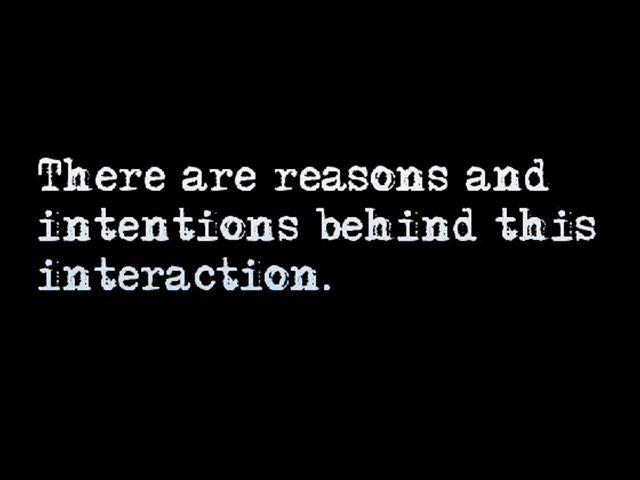 There are reasons and
intentions behind this
interaction.